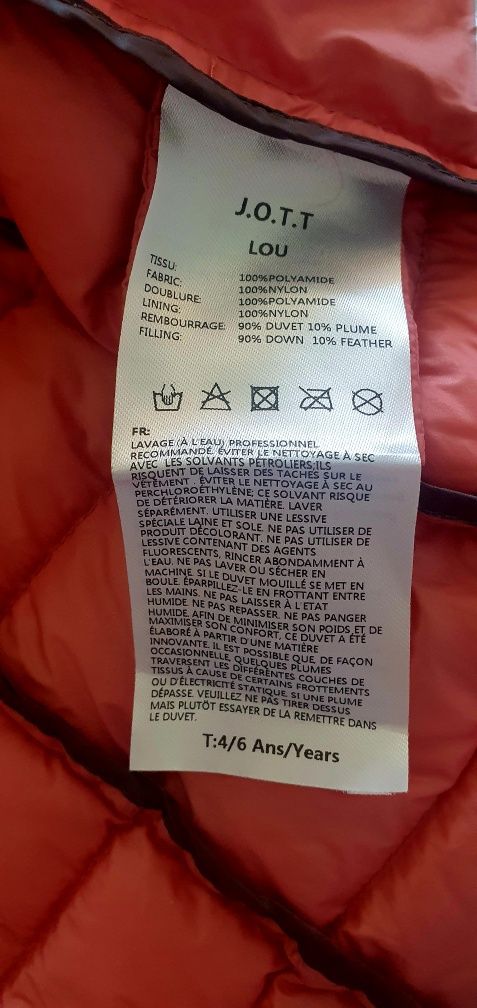 J.O.T.T
LOU
TISSU: 100%POLYAMIDE
FABRIC: 100%NYLON
DOUBLURE: 100%POLYAMIDE
LINING: 100%NYLON
REMBOURRAGE: 90% DUVET 10% PLUME
FILLING: 90% DOWN 10% FEATHER
FR:
LAVAGE (À L'EAU) PROFESSIONNEL
RECOMMANDÉ. ÉVITER LE NETTOYAGE À SEC
AVEC LES SOLVANTS PÉTROLIERS;ILS
RISQUENT DE LAISSER DES TACHES SUR LE
VÊTEMENT. ÉVITER LE NETTOYAGE À SEC AU
PERCHLOROÉTHYLÈNE; CE SOLVANT RISQUE
DE DÉTÉRIORER LA MATIÈRE. LAVER
SÉPARÉMENT. UTILISER UNE LESSIVE
SPÉCIALE LAINE ET SOLE. NE PAS UTILISER DE
PRODUIT DÉCOLORANT. NE PAS UTILISER DE
LESSIVE CONTENANT DES AGENTS
FLUORESCENTS, RINCER ABONDAMMENT À
L'EAU. NE PAS LAVER OU SÉCHER EN
MACHINE. SI LE DUVET MOUILLÉ SE MET EN
BOULE. ÉPARPILLEZ-LE EN FROTTANT ENTRE
LES MAINS. NE PAS LAISSER À L'ETAT
HUMIDE. NE PAS REPASSER. NE PAS PANGER
HUMIDE. AFIN DE MINIMISER SON POIDS ET DE
MAXIMISER SON CONFORT, CE DUVET A ÉTÉ
ÉLABORÉ À PARTIR D'UNE MATIÈRE
INNOVANTE. IL EST POSSIBLE QUE, DE FAÇON
OCCASIONNELLE, QUELQUES PLUMES
TRAVERSENT LES DIFFÉRENTES COUCHES DE
TISSUS À CAUSE DE CERTAINS FROTTEMENTS
OU D'ÉLECTRICITÉ STATIQUE. SI UNE PLUME
DÉPASSE. VEUILLEZ NE PAS TIRER DESSUS
MAIS PLUTÔT ESSAYER DE LA REMETTRE DANS
LE DUVET.
T:4/6 Ans/Years